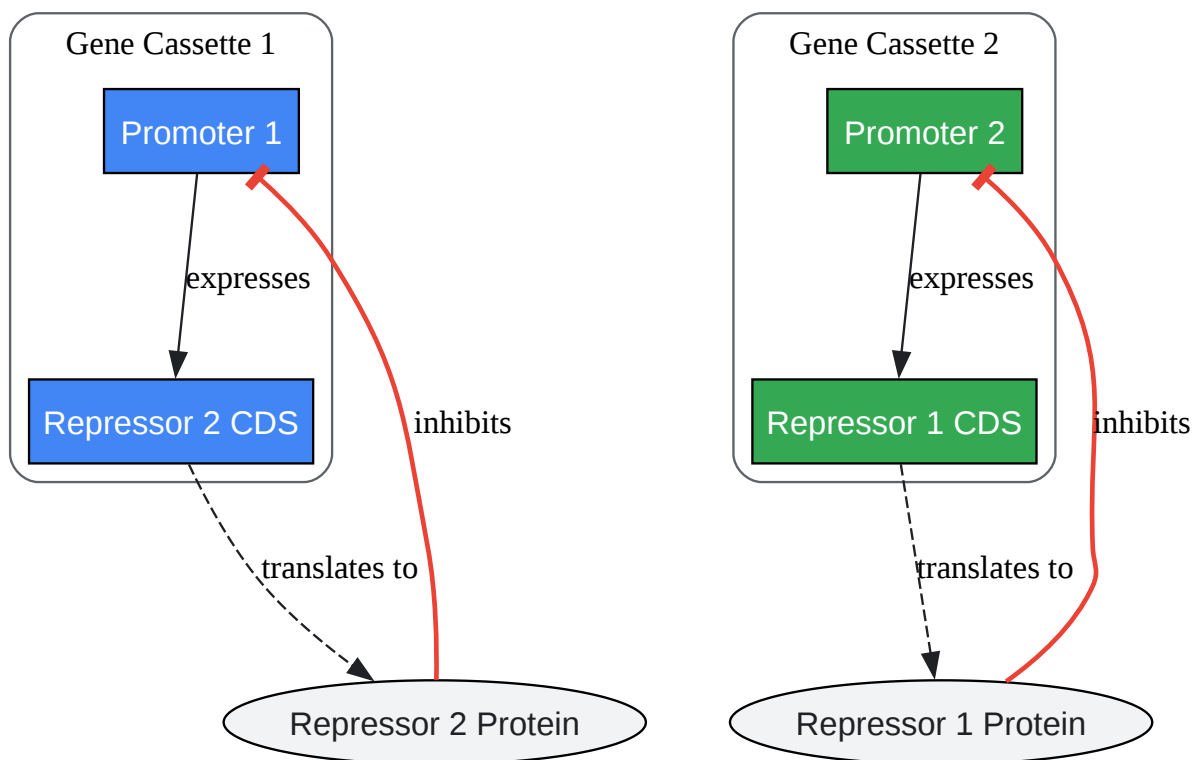 Gene Cassette 1
Promoter 1
expresses
Repressor 2 CDS
inhibits
translates to
Repressor 2 Protein
Gene Cassette 2
Promoter 2
expresses
Repressor 1 CDS
inhibits
translates to
Repressor 1 Protein